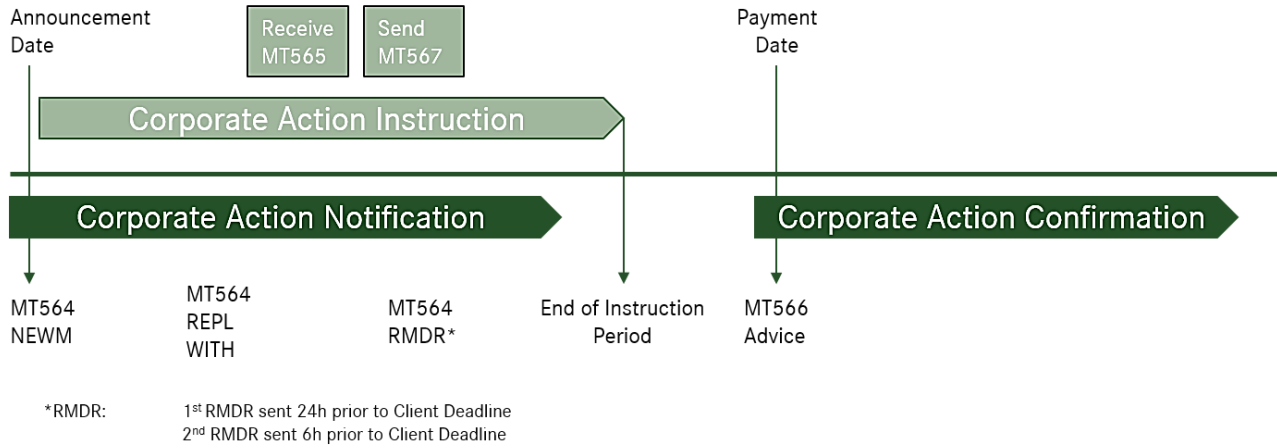 Announcement
Date
Receive
MT565
Send
MT567
Payment
Date
Corporate Action Instruction
Corporate Action Notification
Corporate Action Confirmation
MT564
NEWM
MT564
REPL
WITH
MT564
RMDR*
End of Instruction
Period
MT566
Advice
*RMDR: 1st RMDR sent 24h prior to Client Deadline
2nd RMDR sent 6h prior to Client Deadline